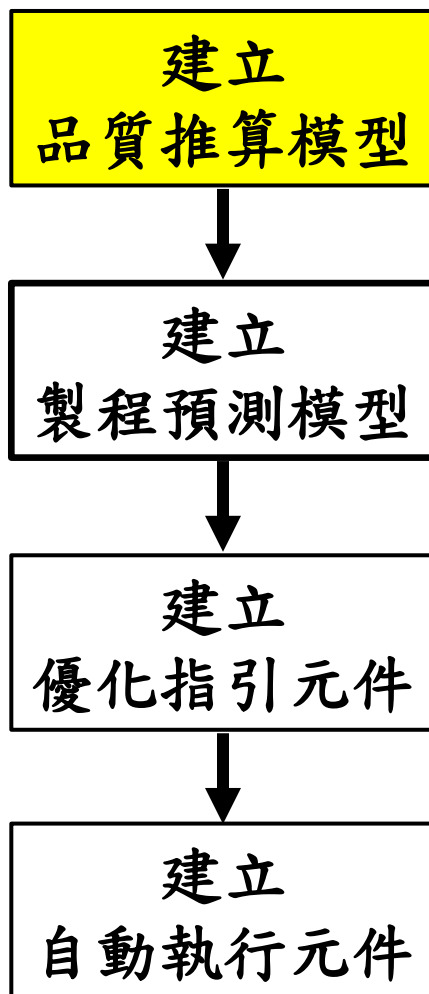 建立
品質推算模型
建立
製程預測模型
建立
優化指引元件
建立
自動執行元件